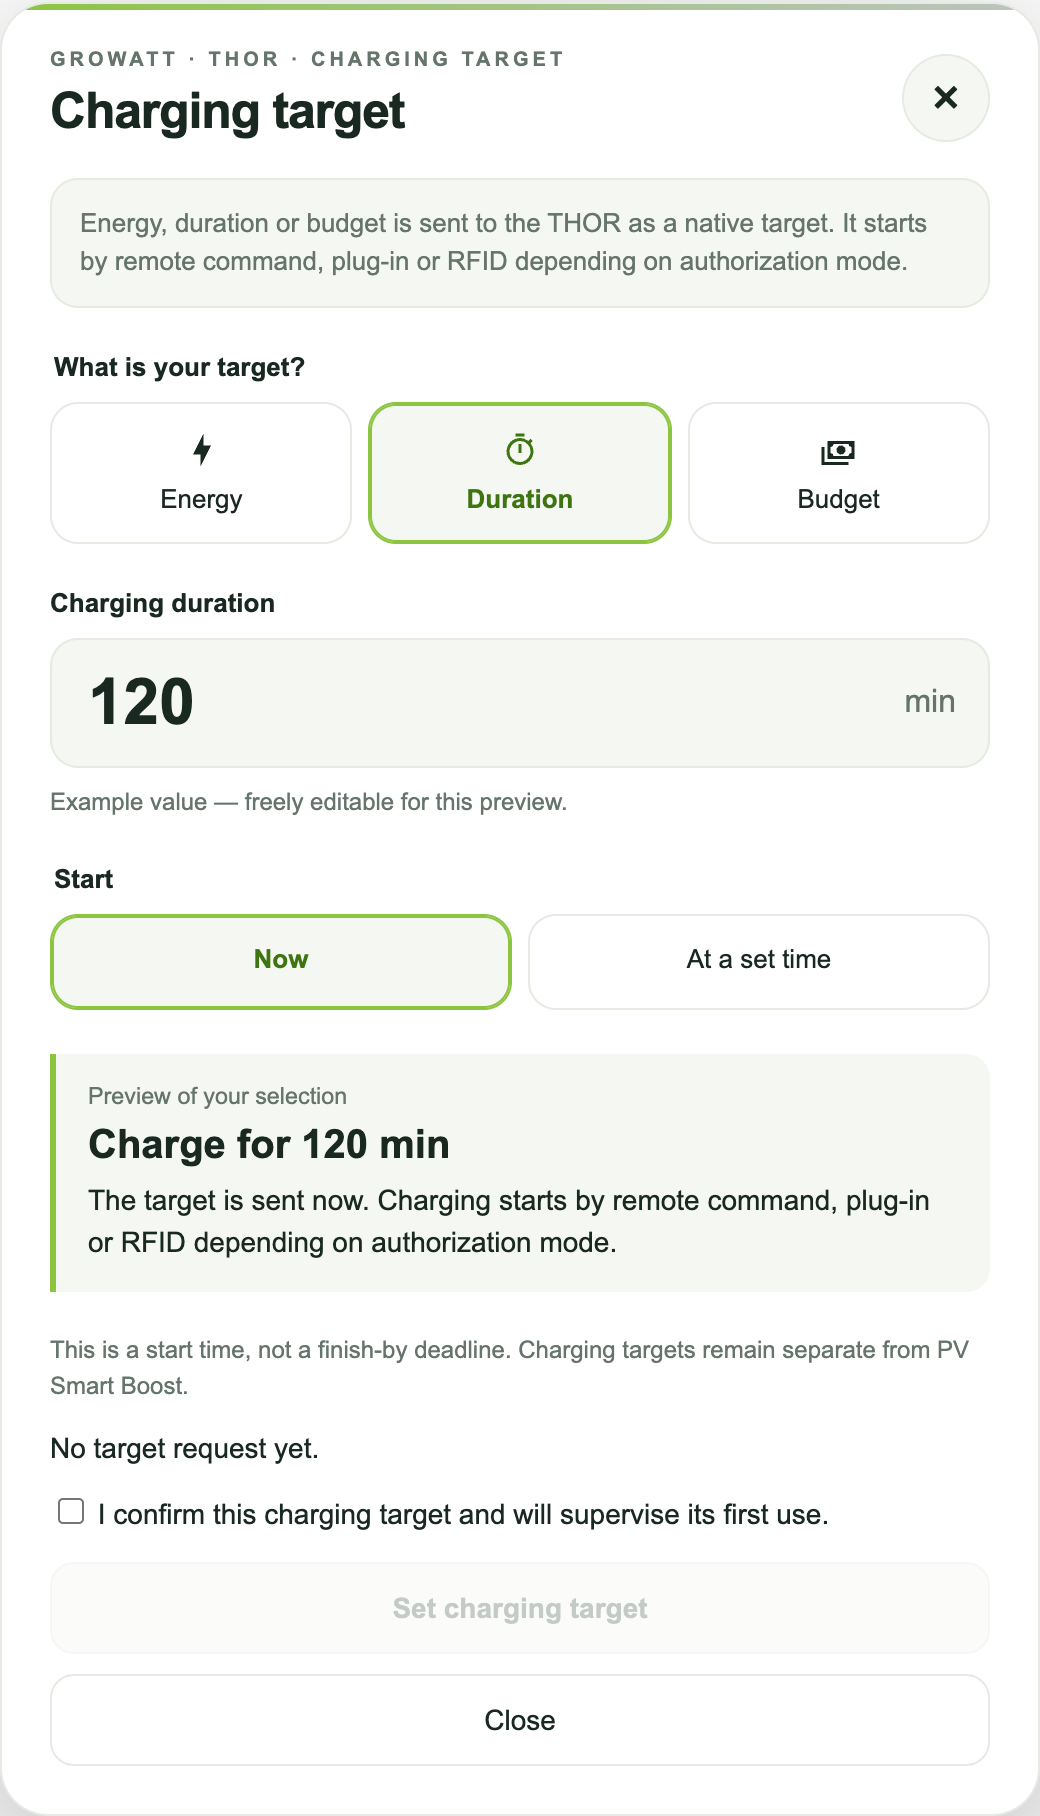 GROWATT · THOR · CHARGING TARGET
Charging target
Energy, duration or budget is sent to the THOR as a native target. It starts
by remote command, plug-in or RFID depending on authorization mode.
What is your target?
Energy
Duration
Budget
Charging duration
120
min
Example value — freely editable for this preview.
Start
Now
At a set time
Preview of your selection
Charge for 120 min
The target is sent now. Charging starts by remote command, plug-in
or RFID depending on authorization mode.
This is a start time, not a finish-by deadline. Charging targets remain separate from PV
Smart Boost.
No target request yet.
I confirm this charging target and will supervise its first use.
Set charging target
Close